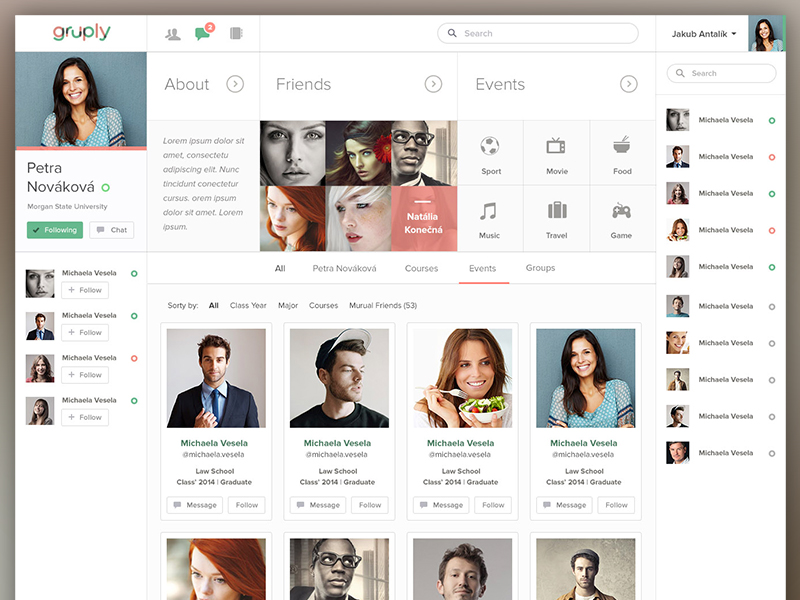 gruply
2
Search
Jakub Antalík
Petra
Nováková
Morgan State University
Following
Chat
Michaela Vesela
+ Follow
Michaela Vesela
+ Follow
Michaela Vesela
+ Follow
Michaela Vesela
+ Follow
About
Lorem ipsum dolor sit
amet, consectetu
adipiscing elit. Nunc
tincidunt conectetur
cursus. orem ipsum
dolor sit amet. Lorem
ipsum.
Friends
Natália
Konečná
Events
Sport
Movie
Food
Music
Travel
Game
All
Petra Nováková
Courses
Events
Groups
Sorty by:
All
Class Year
Major
Courses
Murual Friends (53)
Michaela Vesela
@michaela.vesela
Law School
Class' 2014 | Graduate
Message
Follow
Michaela Vesela
@michaela.vesela
Law School
Class' 2014 | Graduate
Message
Follow
Michaela Vesela
@michaela.vesela
Law School
Class' 2014 | Graduate
Message
Follow
Michaela Vesela
@michaela.vesela
Law School
Class' 2014 | Graduate
Message
Follow
Search
Michaela Vesela
Michaela Vesela
Michaela Vesela
Michaela Vesela
Michaela Vesela
Michaela Vesela
Michaela Vesela
Michaela Vesela
Michaela Vesela
Michaela Vesela